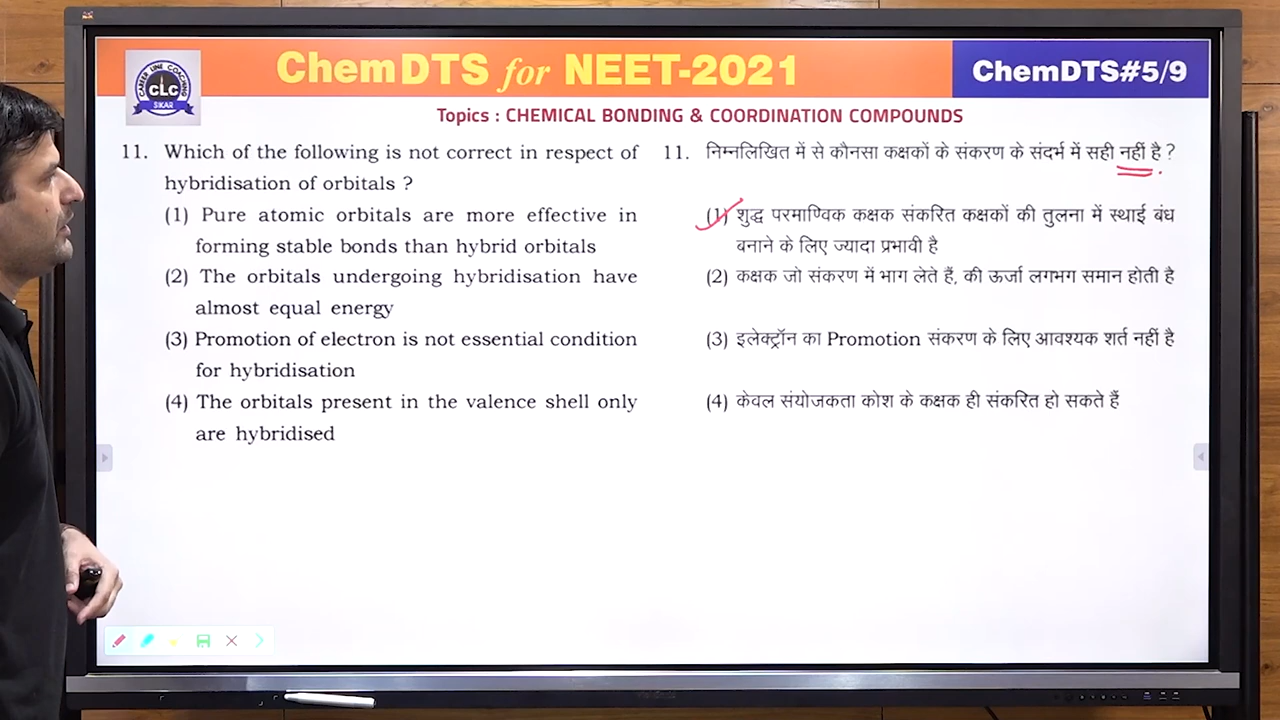 CAREER LINE COACHING
CLC
SIKAR
ChemDTS for NEET-2021
ChemDTS#5/9
Topics : CHEMICAL BONDING & COORDINATION COMPOUNDS
11. Which of the following is not correct in respect of
hybridisation of orbitals ?
(1) Pure atomic orbitals are more effective in
forming stable bonds than hybrid orbitals
(2) The orbitals undergoing hybridisation have
almost equal energy
(3) Promotion of electron is not essential condition
for hybridisation
(4) The orbitals present in the valence shell only
are hybridised
11. निम्नलिखित में से कौनसा कक्षकों के संकरण के संदर्भ में सही नहीं है ?
(1) शुद्ध परमाण्विक कक्षक संकरित कक्षकों की तुलना में स्थाई बंध
बनाने के लिए ज्यादा प्रभावी है
(2) कक्षक जो संकरण में भाग लेते हैं, की ऊर्जा लगभग समान होती है
(3) इलेक्ट्रॉन का Promotion संकरण के लिए आवश्यक शर्त नहीं है
(4) केवल संयोजकता कोश के कक्षक ही संकरित हो सकते हैं